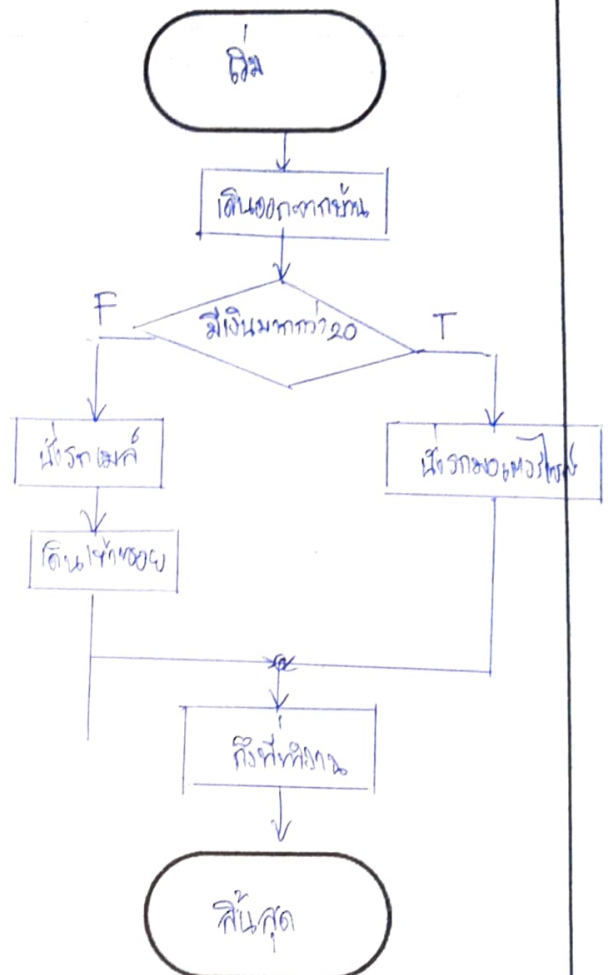 เริ่ม
เดินออกจากบ้าน
มีเงินมากกว่า 20
F
T
นั่งรถเมล์
นั่งรถมอเตอร์ไซค์
เดินเข้าซอย
ถึงที่ทำงาน
สิ้นสุด